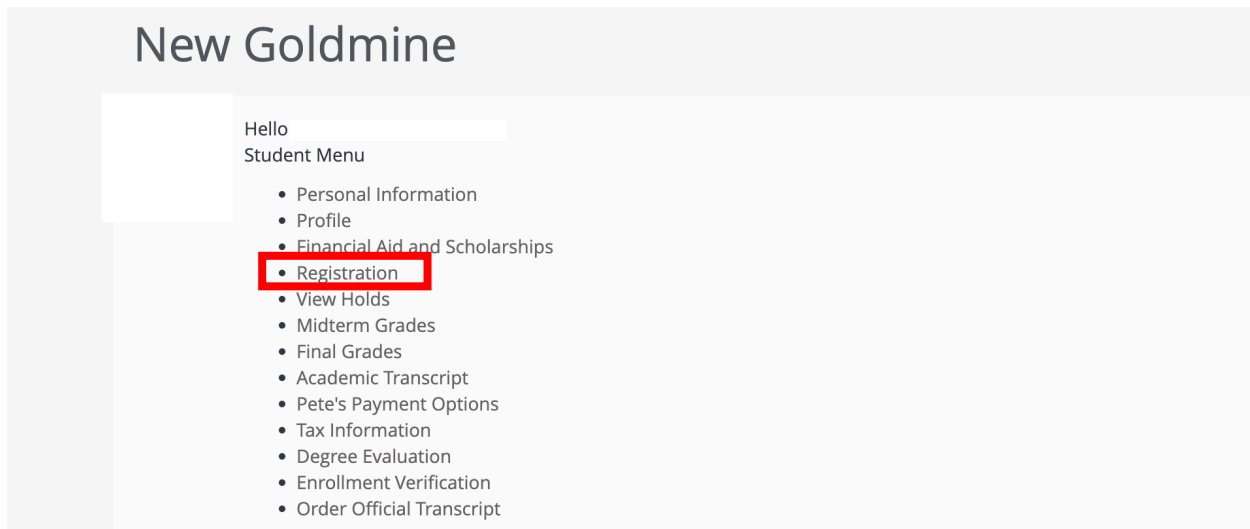 New Goldmine
Hello
Student Menu
• Personal Information
• Profile
• Financial Aid and Scholarships
• Registration
• View Holds
• Midterm Grades
• Final Grades
• Academic Transcript
• Pete's Payment Options
• Tax Information
• Degree Evaluation
• Enrollment Verification
• Order Official Transcript